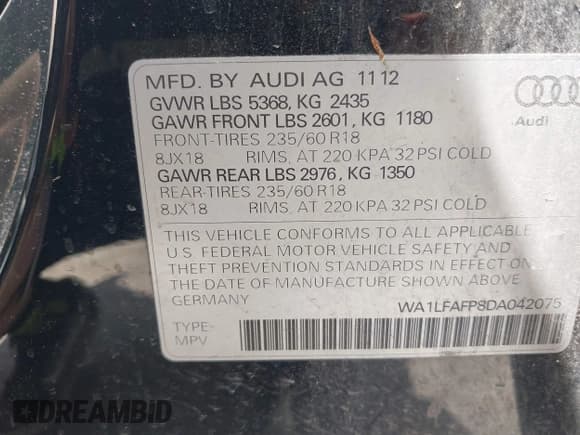 MFD. BY AUDI AG 11 12
GVWR LBS 5368, KG 2435
GAWR FRONT LBS 2601, KG 1180
FRONT-TIRES 235/60 R18
8JX18 RIMS, AT 220 KPA 32 PSI COLD
GAWR REAR LBS 2976, KG 1350
REAR-TIRES 235/60 R18
8JX18 RIMS, AT 220 KPA 32 PSI COLD
Audi
THIS VEHICLE CONFORMS TO ALL APPLICABLE
U.S. FEDERAL MOTOR VEHICLE SAFETY AND
THEFT PREVENTION STANDARDS IN EFFECT ON
THE DATE OF MANUFACTURE SHOWN ABOVE.
GERMANY
WA1LFAFP8DA042075
TYPE:
MPV
DREAMBID